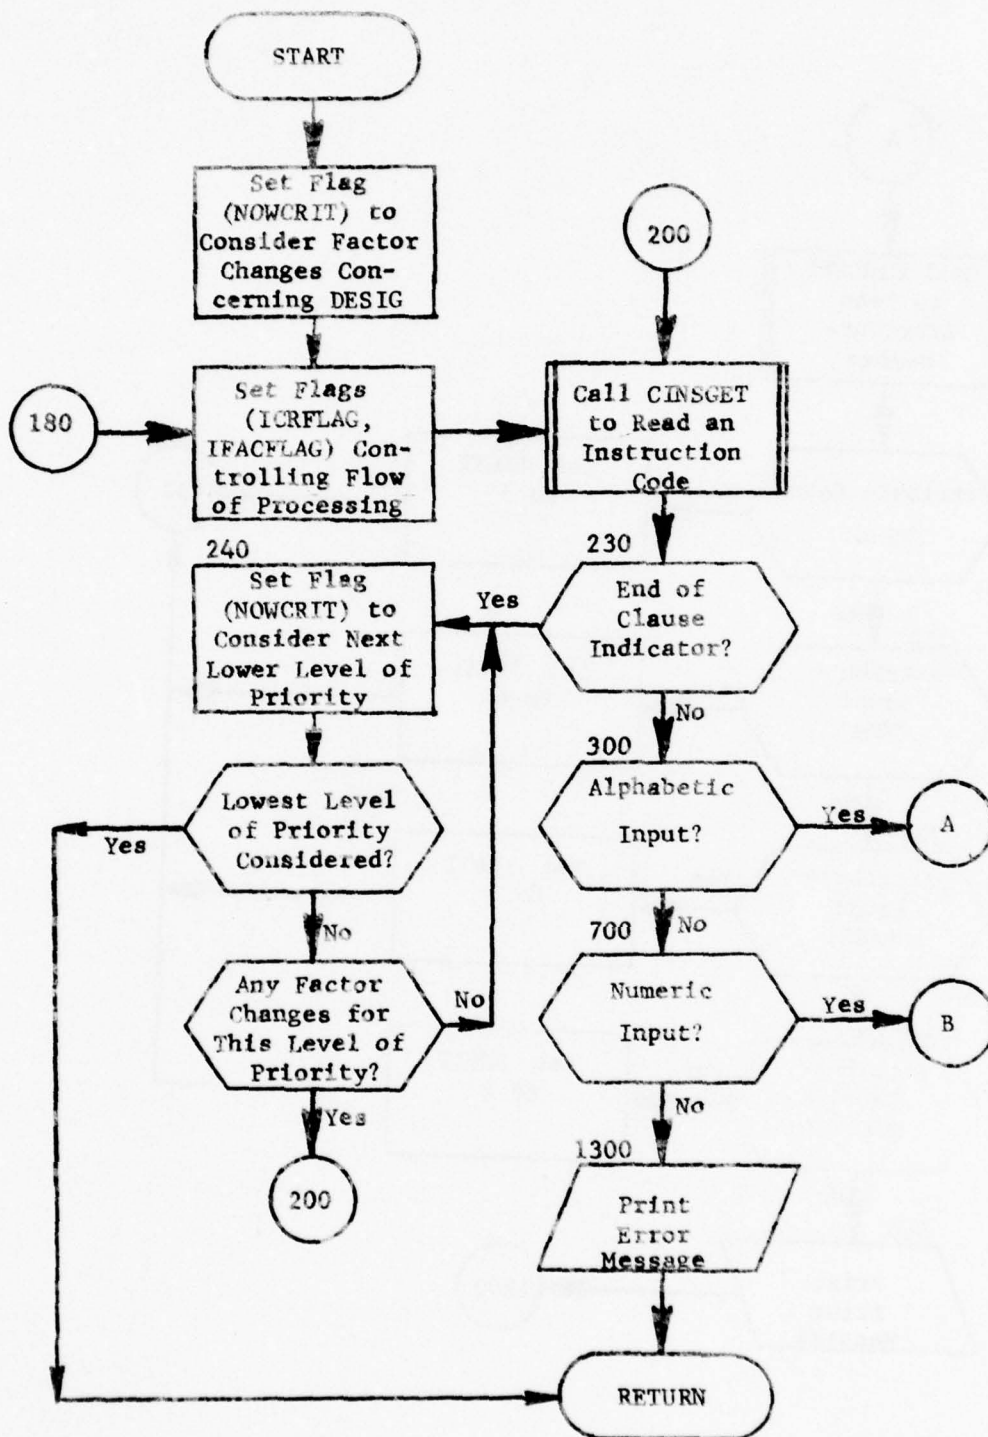 START
Set Flag
(NOWCRIT) to
Consider Factor
Changes Con-
cerning DESIG
200
180
Set Flags
(ICRFLAG,
IFACFLAG) Con-
trolling Flow
of Processing
Call CINSGET
to Read an
Instruction
Code
240
Set Flag
(NOWCRIT) to
Consider Next
Lower Level of
Priority
Yes
230
End of
Clause
Indicator?
No
300
Alphabetic
Input?
Yes
A
Lowest Level
of Priority
Considered?
Yes
No
Any Factor
Changes for
This Level of
Priority?
No
Yes
200
No
700
Numeric
Input?
Yes
B
No
1300
Print
Error
Message
RETURN